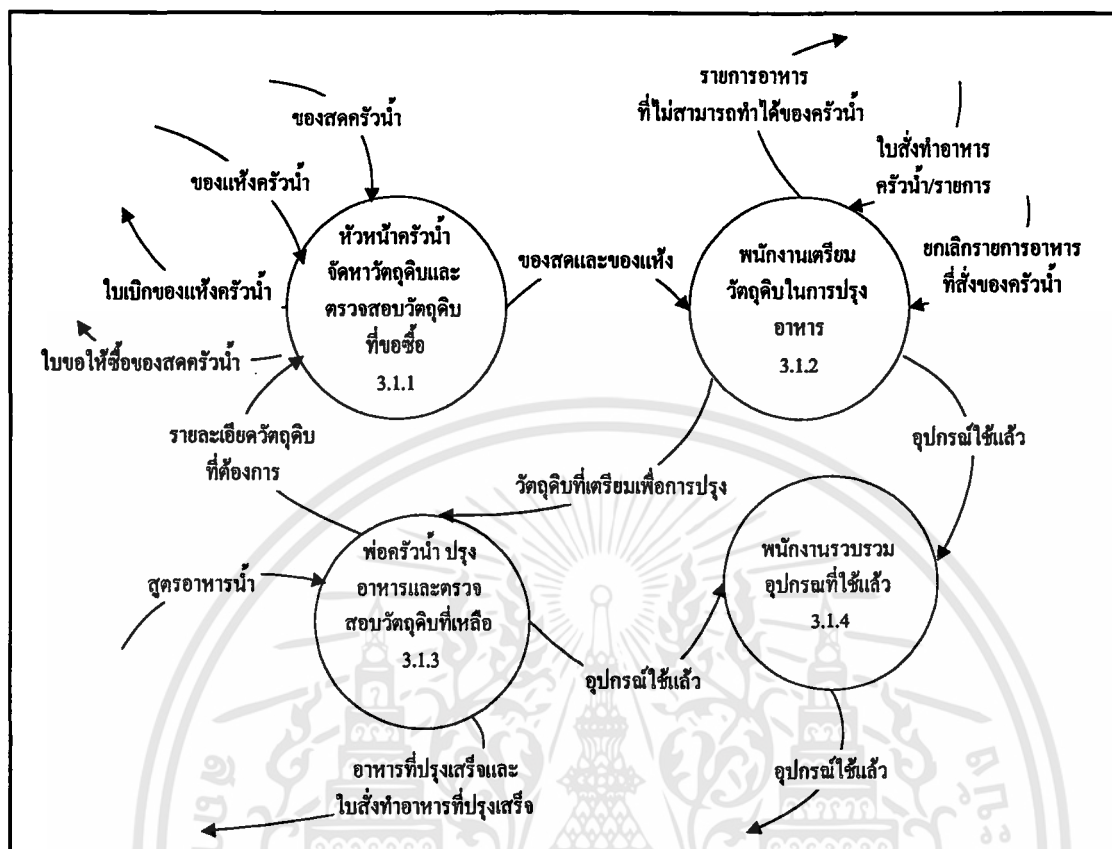 รายการอาหาร
ที่ไม่สามารถทำได้ของครัวน้ำ
ของสดครัวน้ำ
ใบสั่งทำอาหาร
ครัวน้ำ/รายการ
ของแห้งครัวน้ำ
หัวหน้าครัวน้ำ
จัดหาวัตถุดิบและ
ตรวจสอบวัตถุดิบ
ที่ขอซื้อ
3.1.1
ของสดและของแห้ง
พนักงานเตรียม
วัตถุดิบในการปรุง
อาหาร
3.1.2
ยกเลิกรายการอาหาร
ที่สั่งของครัวน้ำ
ใบเบิกของแห้งครัวน้ำ
ใบขอให้ซื้อของสดครัวน้ำ
รายละเอียดวัตถุดิบ
ที่ต้องการ
อุปกรณ์ใช้แล้ว
วัตถุดิบที่เตรียมเพื่อการปรุง
พ่อครัวน้ำ ปรุง
อาหารและตรวจ
สอบวัตถุดิบที่เหลือ
3.1.3
พนักงานรวบรวม
อุปกรณที่ใช้แล้ว
3.1.4
สูตรอาหารน้ำ
อุปกรณ์ใช้แล้ว
อาหารที่ปรุงเสร็จและ
ใบสั่งทำอาหารที่ปรุงเสร็จ
อุปกรณ์ใช้แล้ว